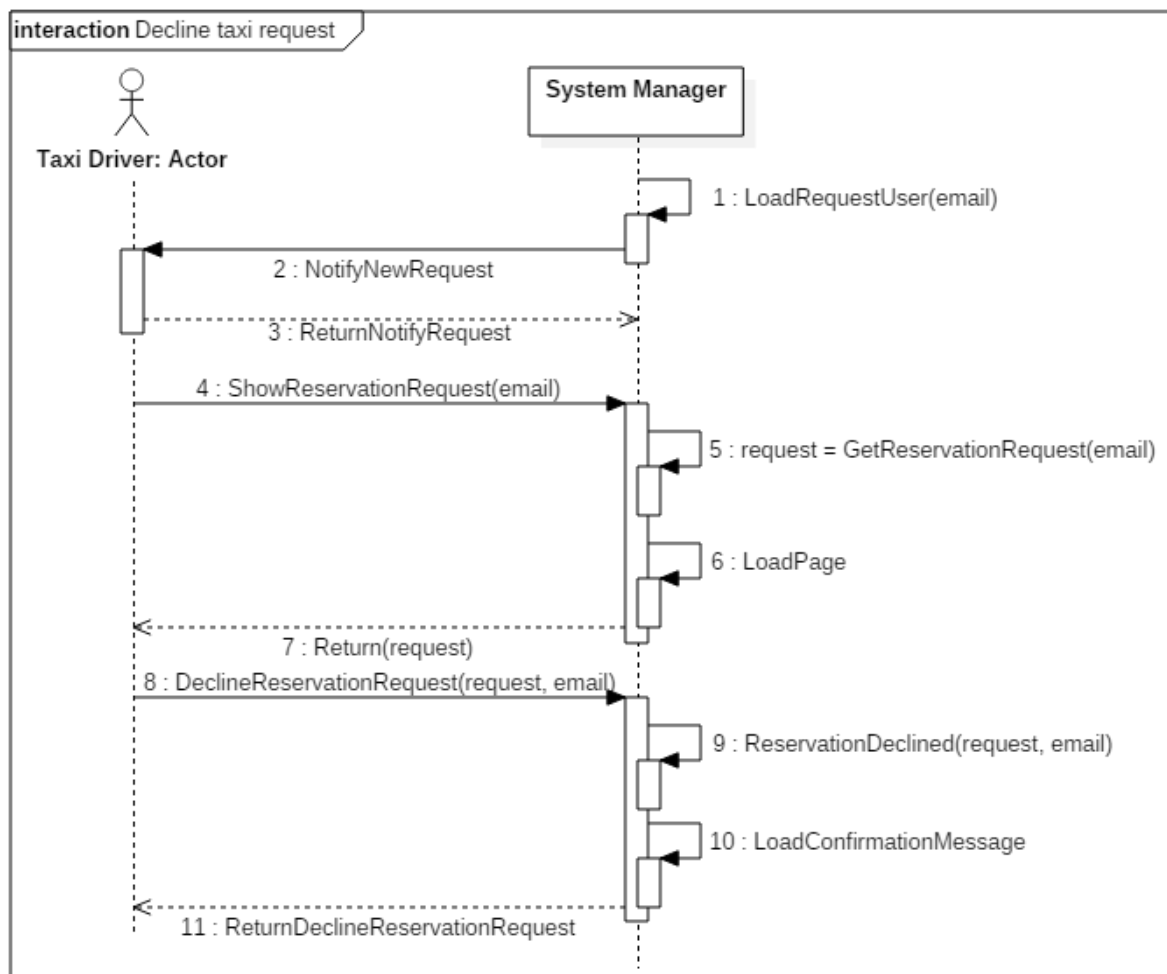 interaction Decline taxi request
System Manager
Taxi Driver: Actor
1 : LoadRequestUser(email)
2 : NotifyNewRequest
3 : ReturnNotifyRequest
4 : ShowReservationRequest(email)
5 : request = GetReservationRequest(email)
6 : LoadPage
7 : Return(request)
8 : DeclineReservationRequest(request, email)
9 : ReservationDeclined(request, email)
10 : LoadConfirmationMessage
11 : ReturnDeclineReservationRequest